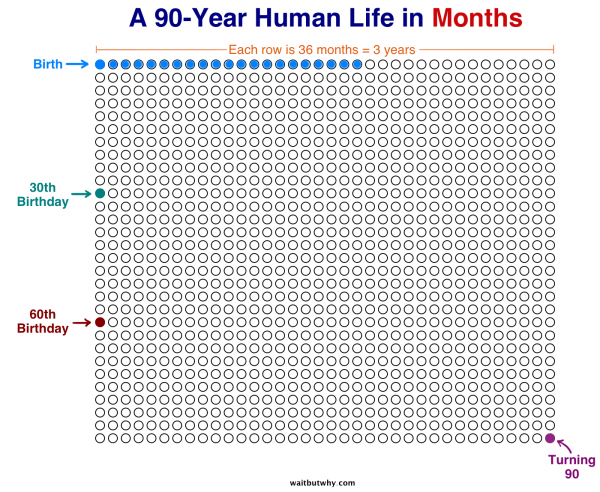 A 90-Year Human Life in Months
Each row is 36 months = 3 years
Birth
30th
Birthday
60th
Birthday
Turning
90
waitbutwhy.com